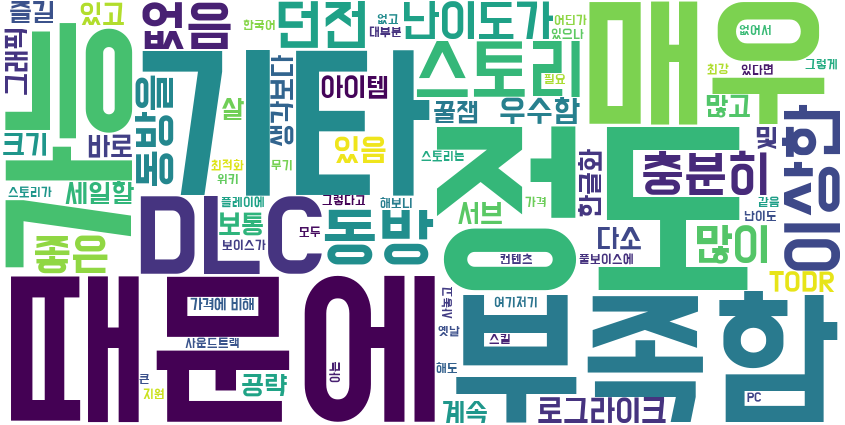 즐길
있고
없음
한국어
던전
없고
대부분
난이도가
어딘가
있으나
매우
없어서
그렇게
그래픽
기능
기타
스토리
최강
있다면
필요
아이템
생각보다
꿀잼
우수함
많고
크기
바로
동방을
살
있음
정도
충분히
및
이상한
한글화
최적화
위키
무기
스토리는
스토리가
세일할
플레이에
그렇다고
해보니
가격
같음
난이도
DLC
보통
보이스가
모두
동방
서브
다소
많이
좋은
컨텐츠
풀보이스에
TODR
때문에
가격에 비해
사운드트랙
사놓고
여기저기
옛날
부족함
스킬
큰
지원
공략
해도
계속
로그라이크
PC